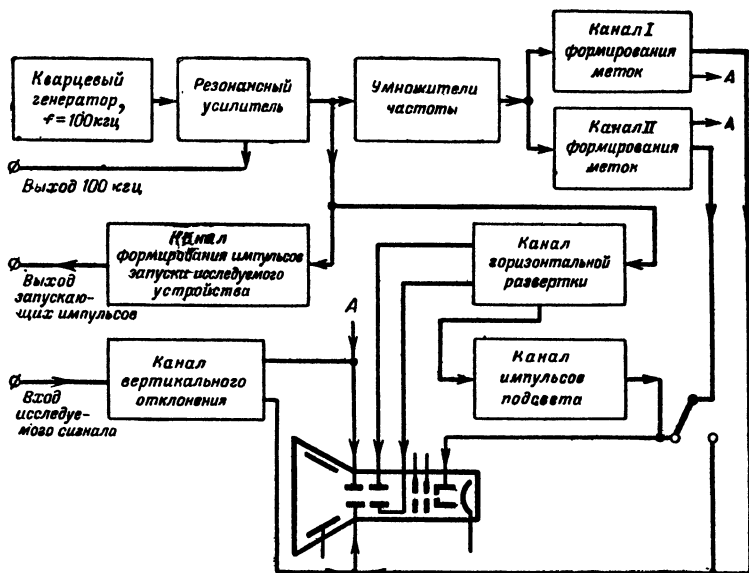 Кварцевый
генератор,
f=100кгц
Резонансный
усилитель
Умножители
частоты
Канал I
формирования
меток
А
Канал II
формирования
меток
А
Выход 100 кгц
Канал
формирования импульсов
запуска исследуемого
устройства
Выход
запускаю-
щих импульсов
Канал
горизонтальной
развертки
А
Канал
вертикального
отклонения
Вход
исследуе-
мого сигнала
Канал
импульсов
подсвета